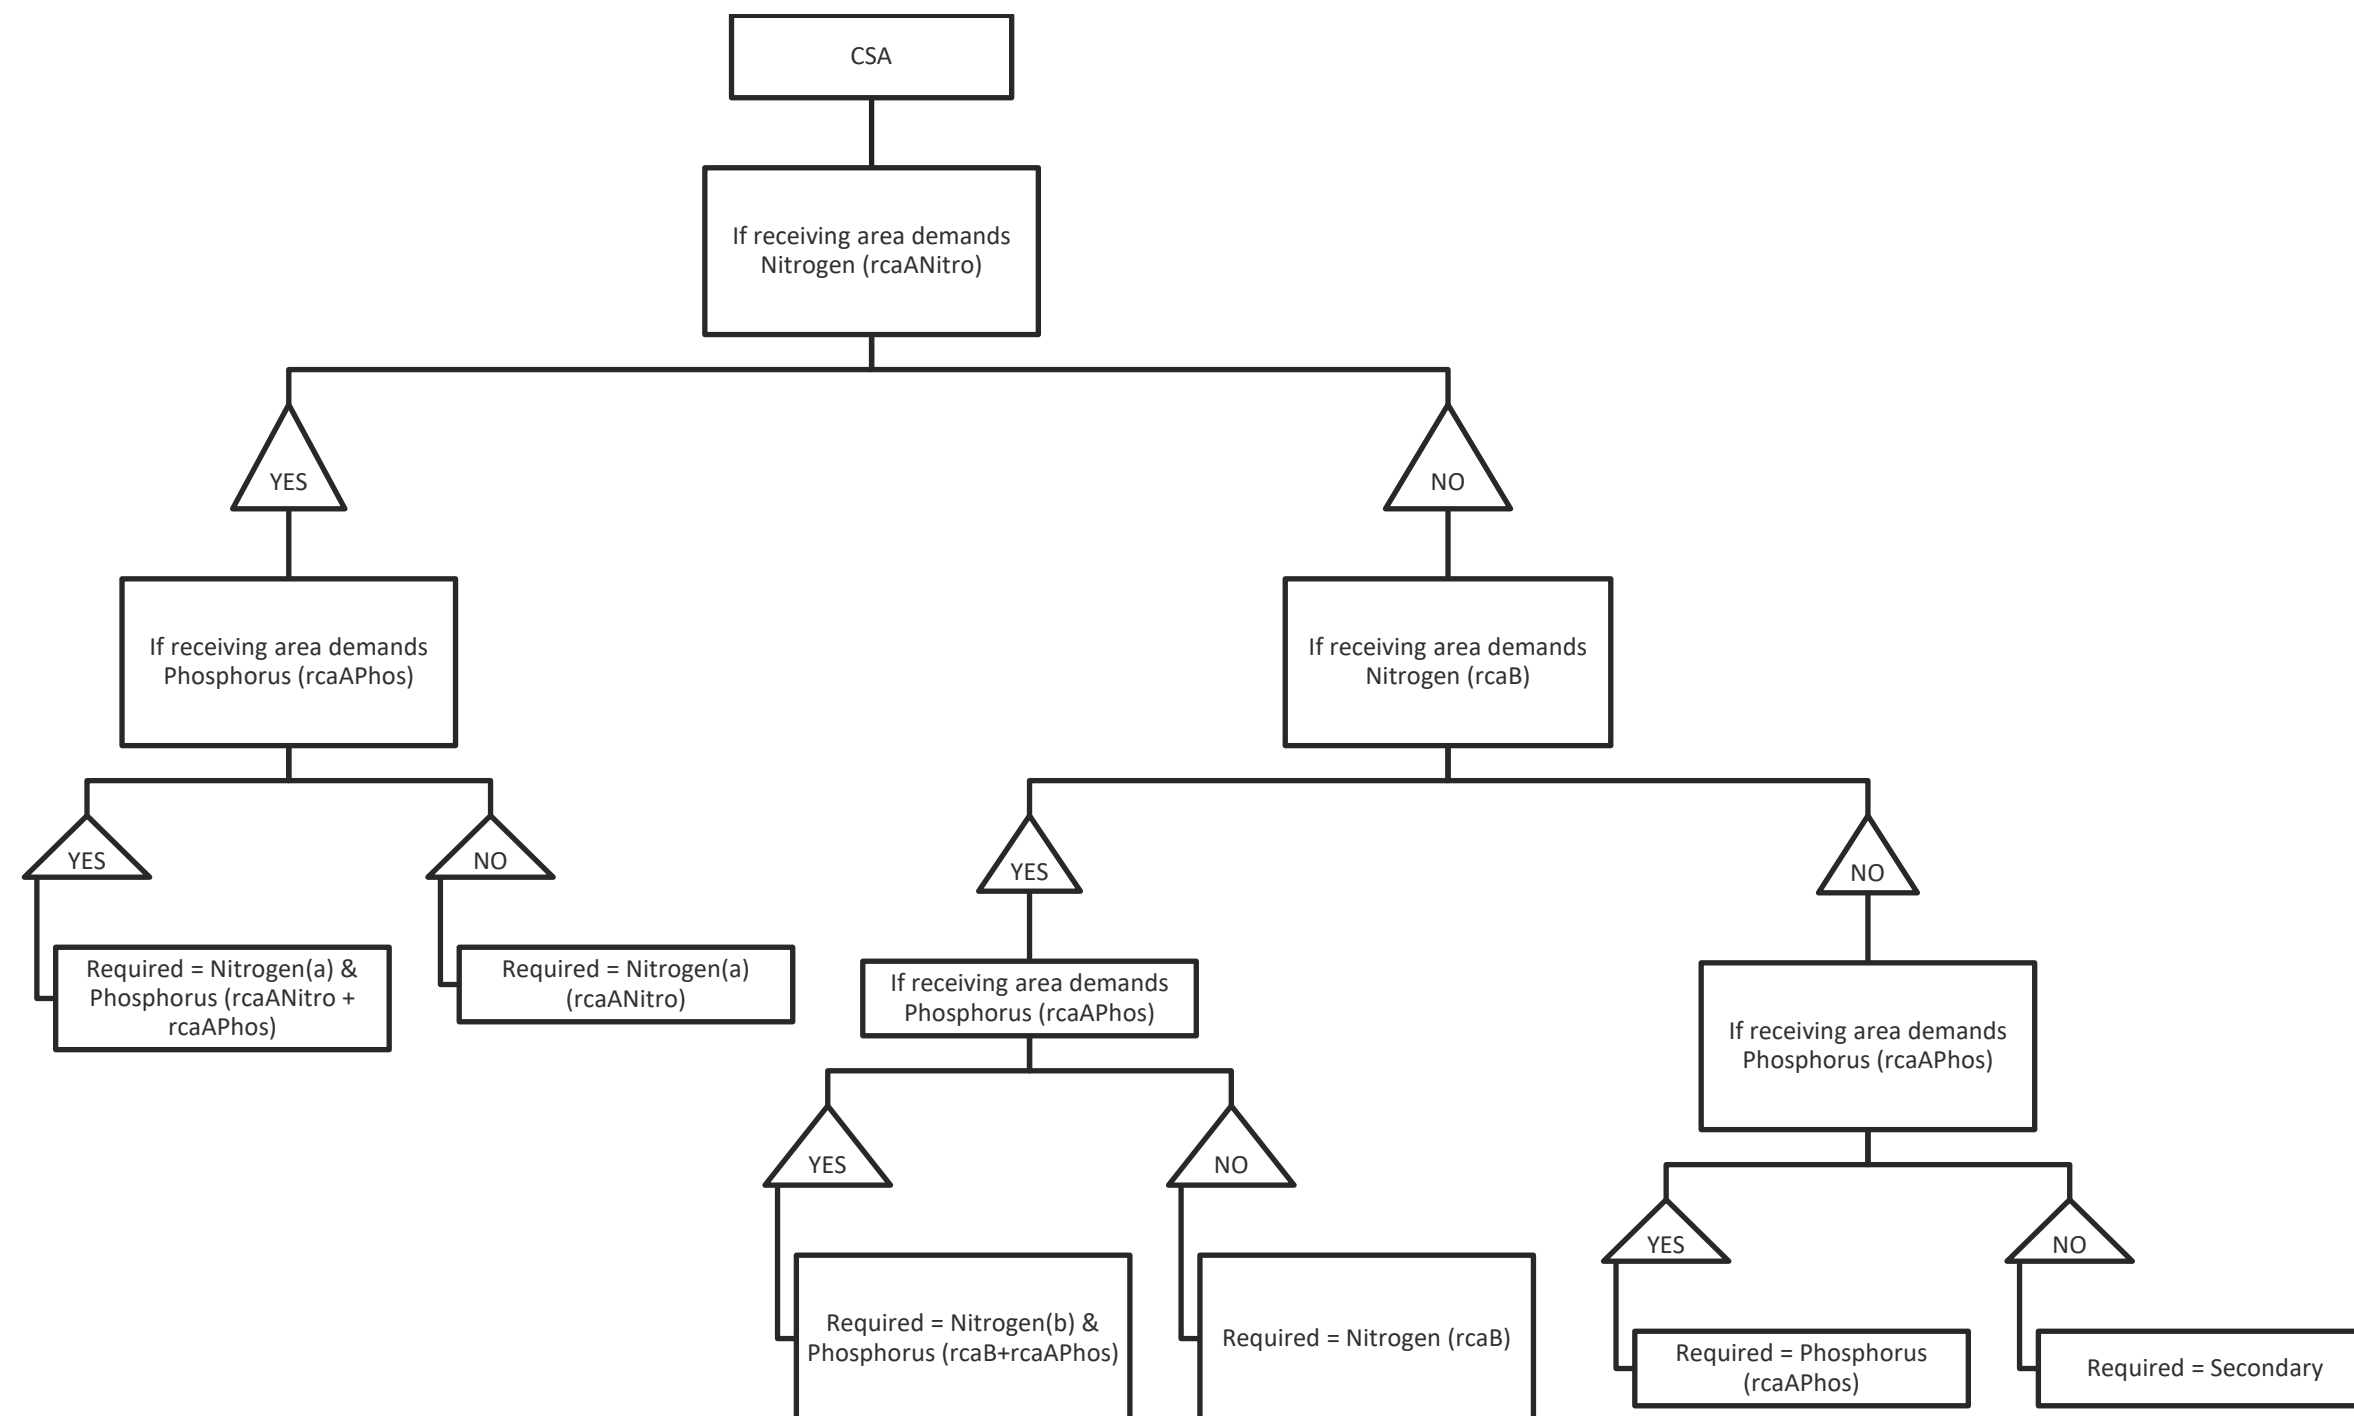 CSA
If receiving area demands
Nitrogen (rcaANitro)
YES
NO
If receiving area demands
Phosphorus (rcaAPhos)
If receiving area demands
Nitrogen (rcaB)
YES
NO
YES
NO
Required = Nitrogen(a) &
Phosphorus (rcaANitro +
rcaAPhos)
Required = Nitrogen(a)
(rcaANitro)
If receiving area demands
Phosphorus (rcaAPhos)
If receiving area demands
Phosphorus (rcaAPhos)
YES
NO
YES
NO
Required = Nitrogen(b) &
Phosphorus (rcaB+rcaAPhos)
Required = Nitrogen (rcaB)
Required = Phosphorus
(rcaAPhos)
Required = Secondary